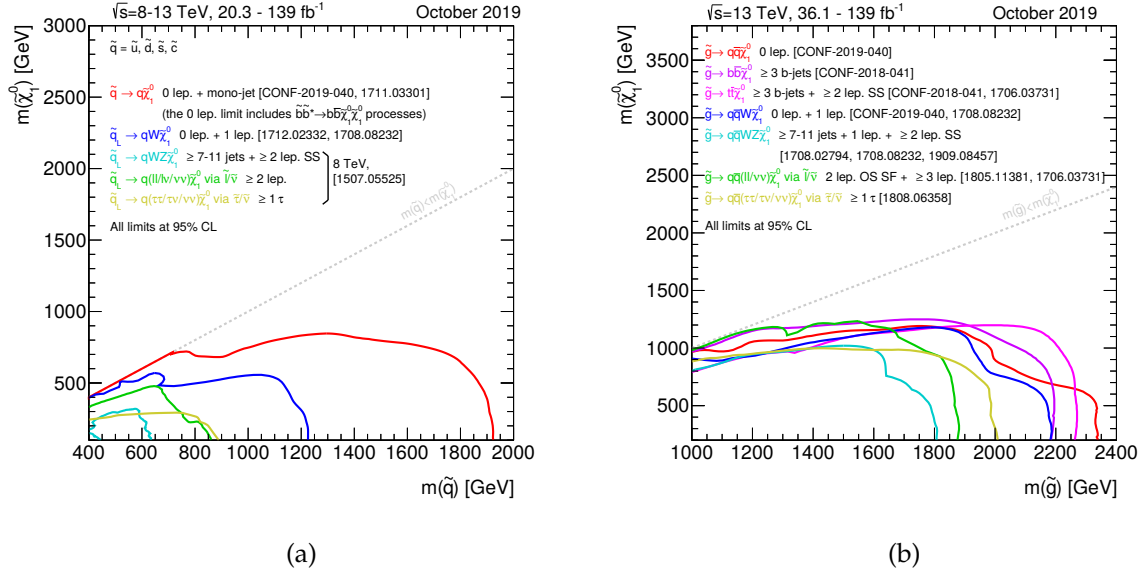 √s=8-13 TeV, 20.3 - 139 fb⁻¹ October 2019
m(χ̃₁⁰) [GeV]
3000
2500
2000
1500
1000
500
q̃ = ũ, d̃, s̃, c̃
q̃ → qχ̃₁⁰ 0 lep. + mono-jet [CONF-2019-040, 1711.03301]
(the 0 lep. limit includes b̃b̃*→bb̅χ̃₁⁰χ̃₁⁰ processes)
q̃_L → qWχ̃₁⁰ 0 lep. + 1 lep. [1712.02332, 1708.08232]
q̃_L → qWZχ̃₁⁰ ≥ 7-11 jets + ≥ 2 lep. SS
q̃_L → q(ll/lν/νν)χ̃₁⁰ via l̃/ν̃ ≥ 2 lep.
q̃_L → q(ττ/τν/νν)χ̃₁⁰ via τ̃/ν̃ ≥ 1 τ
8 TeV,
[1507.05525]
All limits at 95% CL
m(q̃)<m(χ̃₁⁰)
400 600 800 1000 1200 1400 1600 1800 2000
m(q̃) [GeV]
(a)
√s=13 TeV, 36.1 - 139 fb⁻¹ October 2019
m(χ̃₁⁰) [GeV]
3500
3000
2500
2000
1500
1000
500
g̃→ qq̅χ̃₁⁰ 0 lep. [CONF-2019-040]
g̃→ bb̅χ̃₁⁰ ≥ 3 b-jets [CONF-2018-041]
g̃→ tt̅χ̃₁⁰ ≥ 3 b-jets + ≥ 2 lep. SS [CONF-2018-041, 1706.03731]
g̃→ qq̅Wχ̃₁⁰ 0 lep. + 1 lep. [CONF-2019-040, 1708.08232]
g̃→ qq̅WZχ̃₁⁰ ≥ 7-11 jets + 1 lep. + ≥ 2 lep. SS
[1708.02794, 1708.08232, 1909.08457]
g̃→ qq̅(ll/νν)χ̃₁⁰ via l̃/ν̃ 2 lep. OS SF + ≥ 3 lep. [1805.11381, 1706.03731]
g̃→ qq̅(ττ/τν/νν)χ̃₁⁰ via τ̃/ν̃ ≥ 1 τ [1808.06358]
All limits at 95% CL
m(g̃)<m(χ̃₁⁰)
1000 1200 1400 1600 1800 2000 2200 2400
m(g̃) [GeV]
(b)